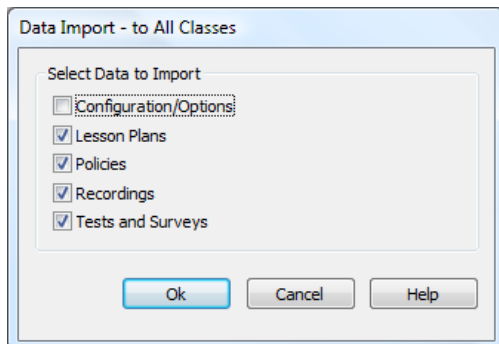 Data Import - to All Classes
Select Data to Import
Configuration/Options
Lesson Plans
Policies
Recordings
Tests and Surveys
Ok Cancel Help